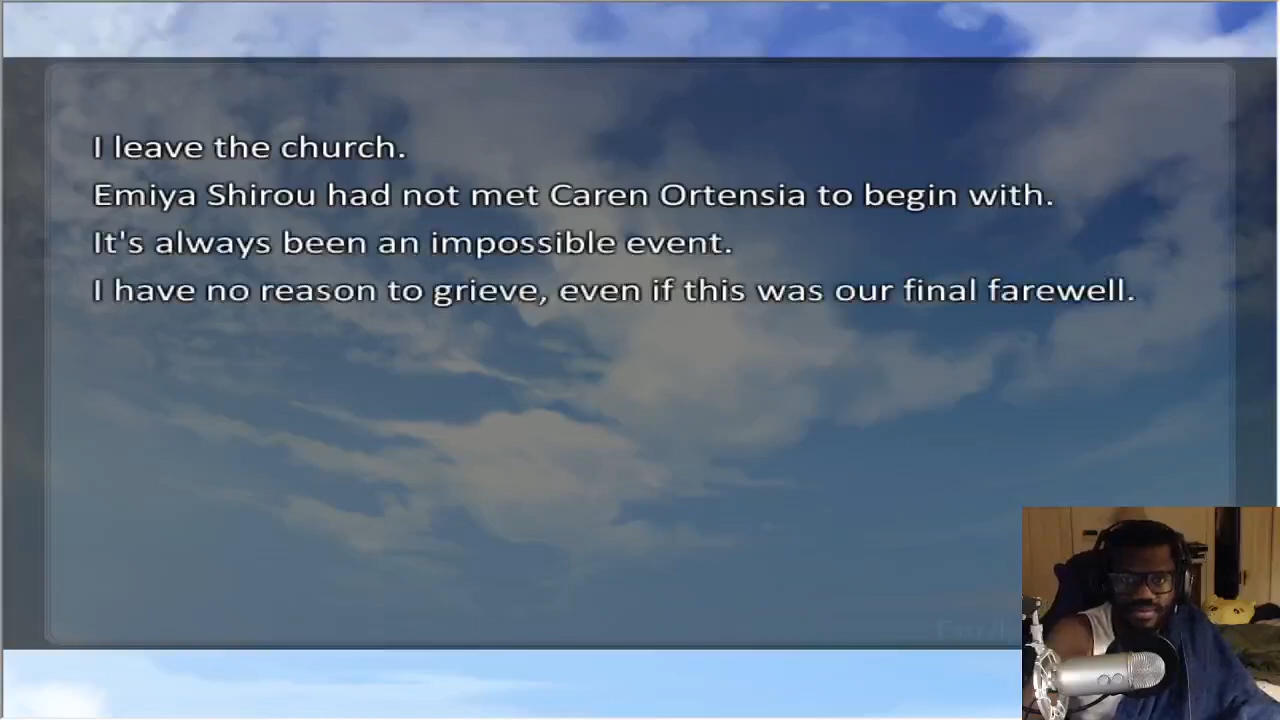 I leave the church.
Emiya Shirou had not met Caren Ortensia to begin with.
It's always been an impossible event.
I have no reason to grieve, even if this was our final farewell.